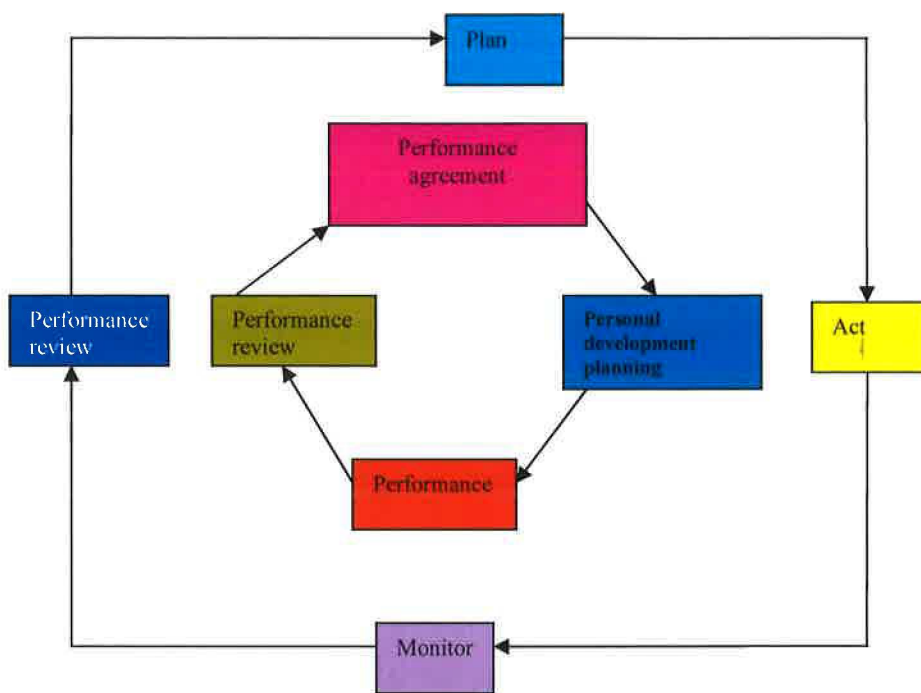 Plan
Performance
agreement
Performance
review
Performance
review
Personal
development
planning
Act
Performance
Monitor